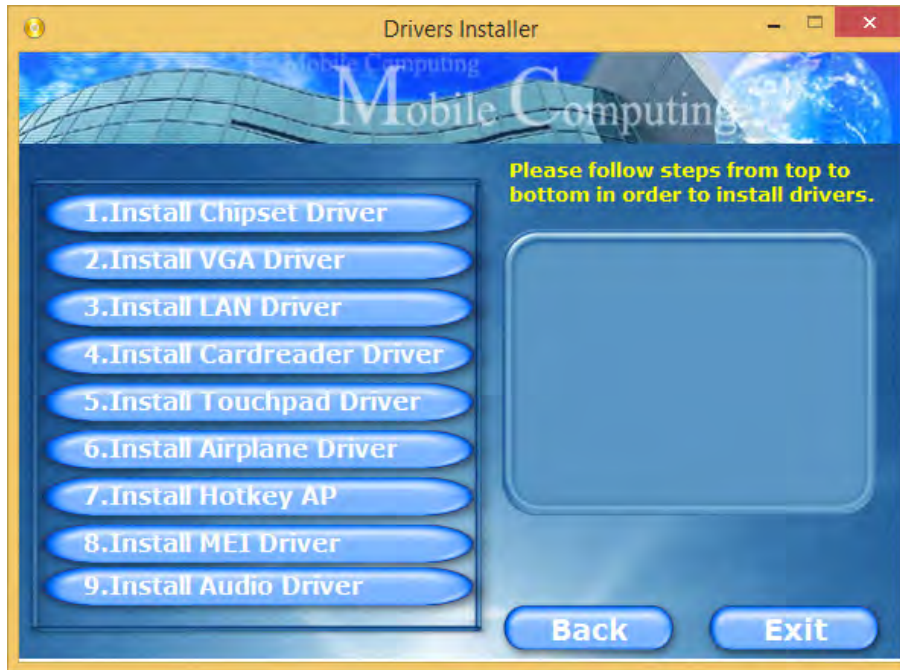 Drivers Installer
Mobile Computing
Mobile Computing
Please follow steps from top to
bottom in order to install drivers.
1.Install Chipset Driver
2.Install VGA Driver
3.Install LAN Driver
4.Install Cardreader Driver
5.Install Touchpad Driver
6.Install Airplane Driver
7.Install Hotkey AP
8.Install MEI Driver
9.Install Audio Driver
Back
Exit